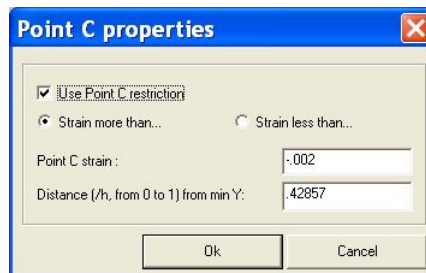 Point C properties
Use Point C restriction
Strain more than... Strain less than...
Point C strain : -.002
Distance (/h, from 0 to 1) from min Y: .42857
Ok Cancel